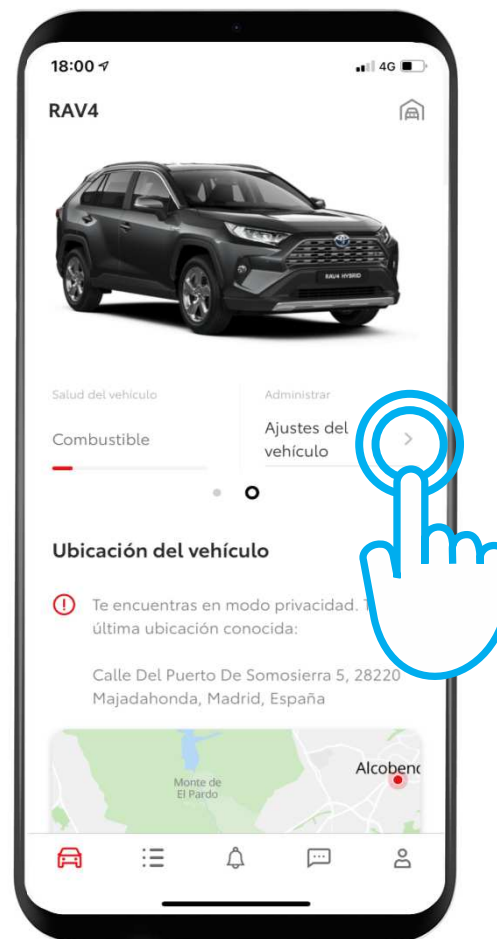 18:00
4G
RAV4
RAV4 HYBRID
Salud del vehículo
Administrar
Combustible
Ajustes del
vehículo
Ubicación del vehículo
Te encuentras en modo privacidad.
última ubicación conocida:
Calle Del Puerto De Somosierra 5, 28220
Majadahonda, Madrid, España
Monte de
El Pardo
Alcobend